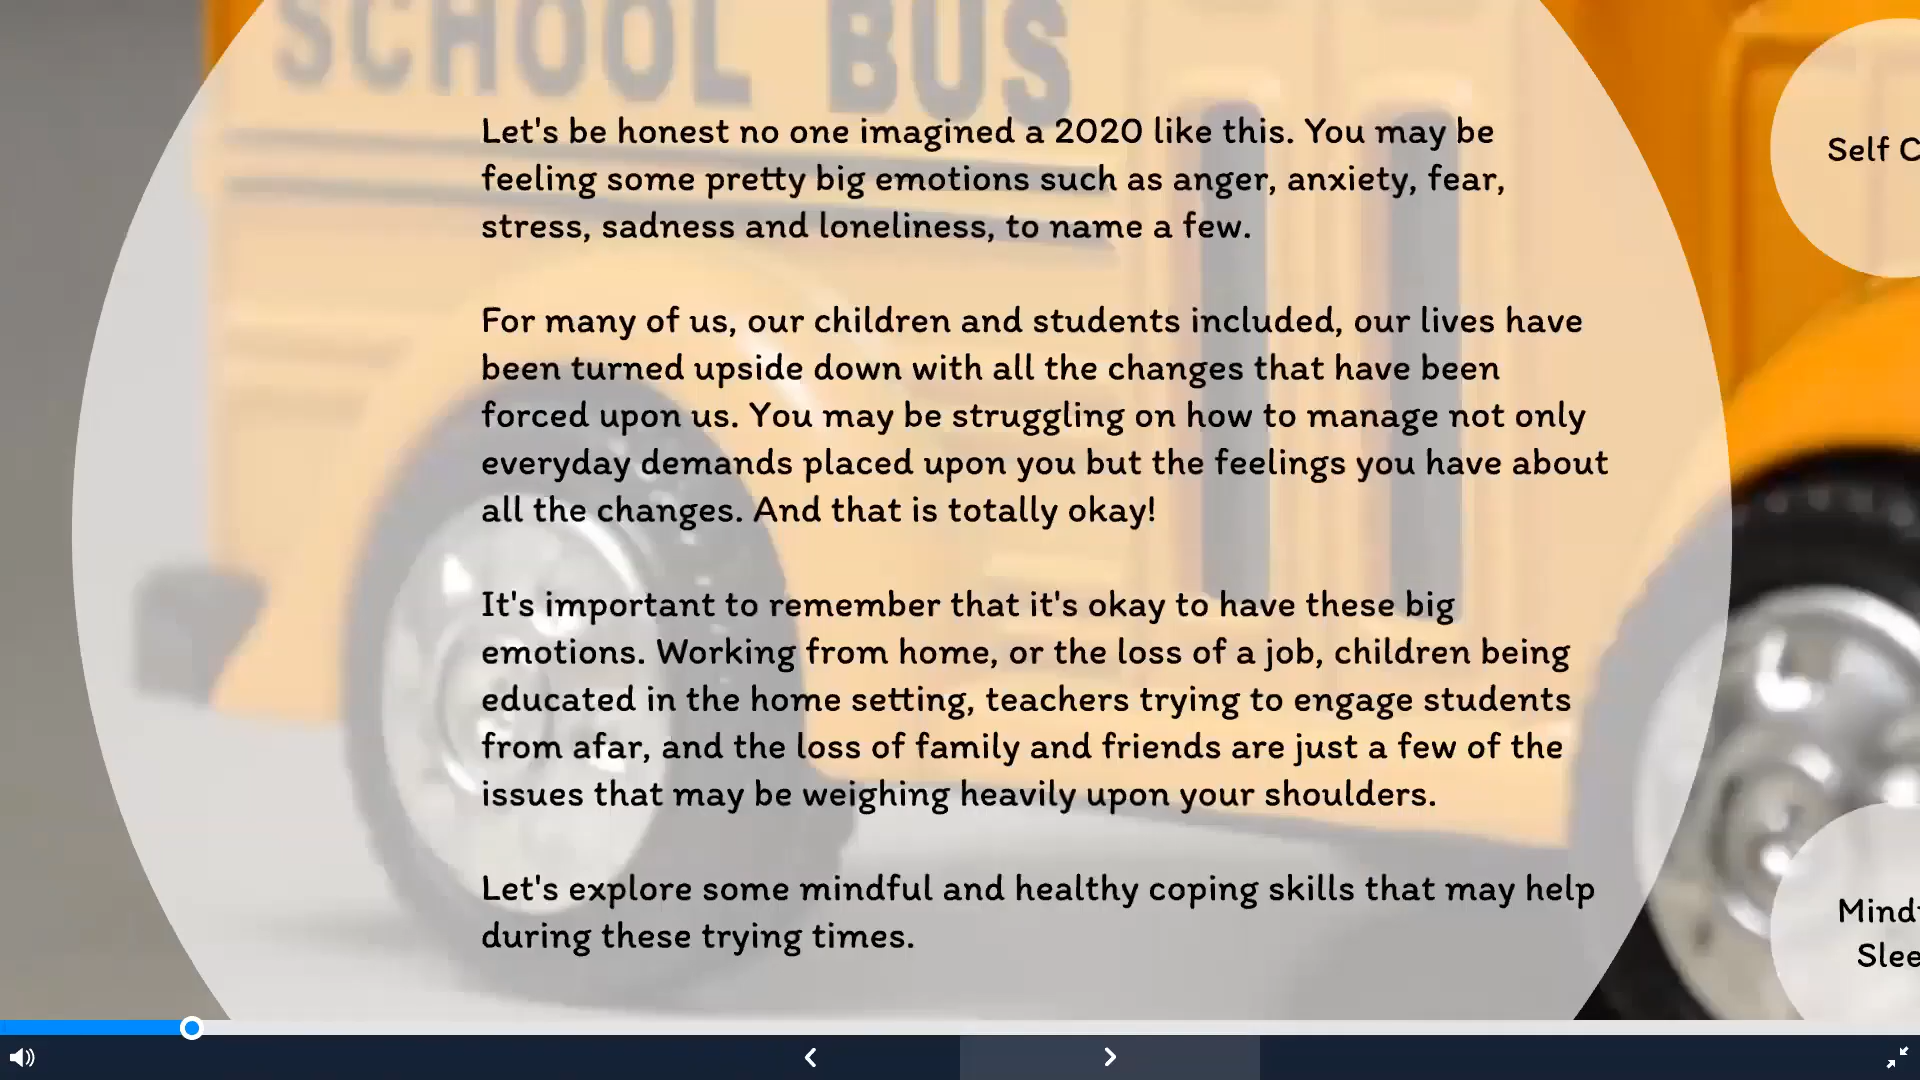 SCHOOL BUS
Let's be honest no one imagined a 2020 like this. You may be
feeling some pretty big emotions such as anger, anxiety, fear,
stress, sadness and loneliness, to name a few.
For many of us, our children and students included, our lives have
been turned upside down with all the changes that have been
forced upon us. You may be struggling on how to manage not only
everyday demands placed upon you but the feelings you have about
all the changes. And that is totally okay!
It's important to remember that it's okay to have these big
emotions. Working from home, or the loss of a job, children being
educated in the home setting, teachers trying to engage students
from afar, and the loss of family and friends are just a few of the
issues that may be weighing heavily upon your shoulders.
Let's explore some mindful and healthy coping skills that may help
during these trying times.
Self